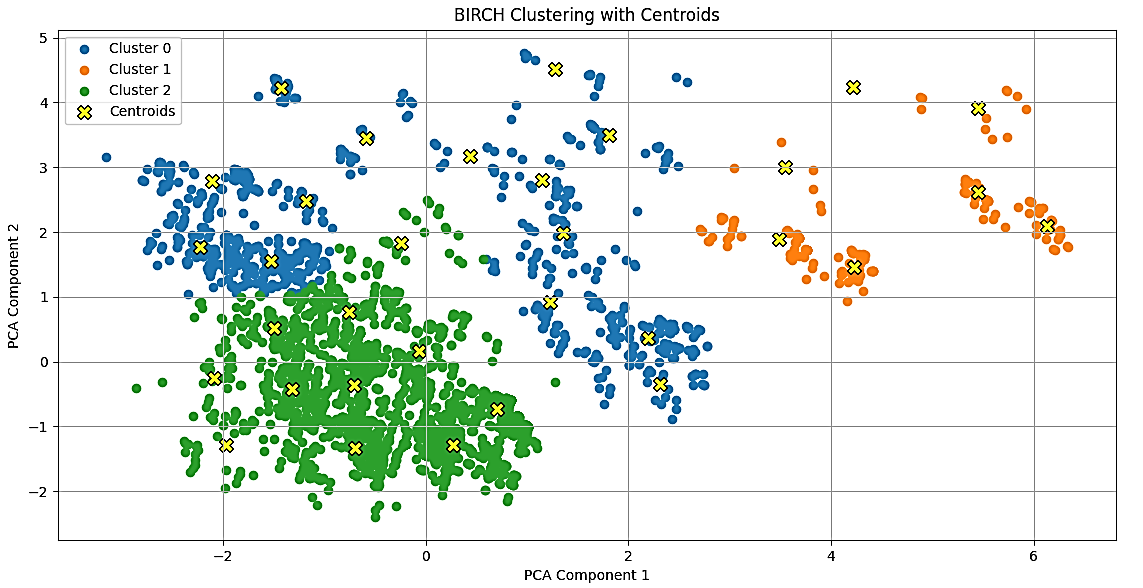 BIRCH Clustering with Centroids
Cluster 0
Cluster 1
Cluster 2
Centroids
5
4
3
2
1
0
−1
−2
PCA Component 2
−2 0 2 4 6
PCA Component 1